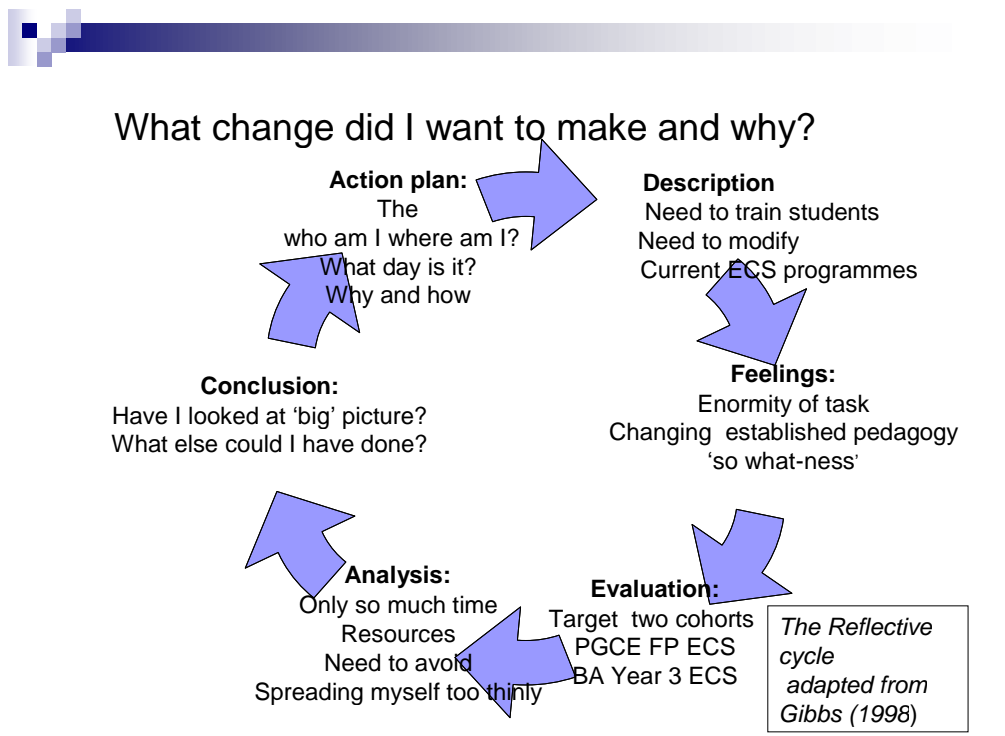 What change did I want to make and why?
Action plan:
The
who am I where am I?
What day is it?
Why and how
Description
Need to train students
Need to modify
Current ECS programmes
Feelings:
Enormity of task
Changing  established pedagogy
‘so what-ness’
Evaluation:
Target  two cohorts
PGCE FP ECS
BA Year 3 ECS
Analysis:
Only so much time
Resources
Need to avoid
Spreading myself too thinly
Conclusion:
Have I looked at ‘big’ picture?
What else could I have done?
The Reflective
cycle
adapted from
Gibbs (1998)